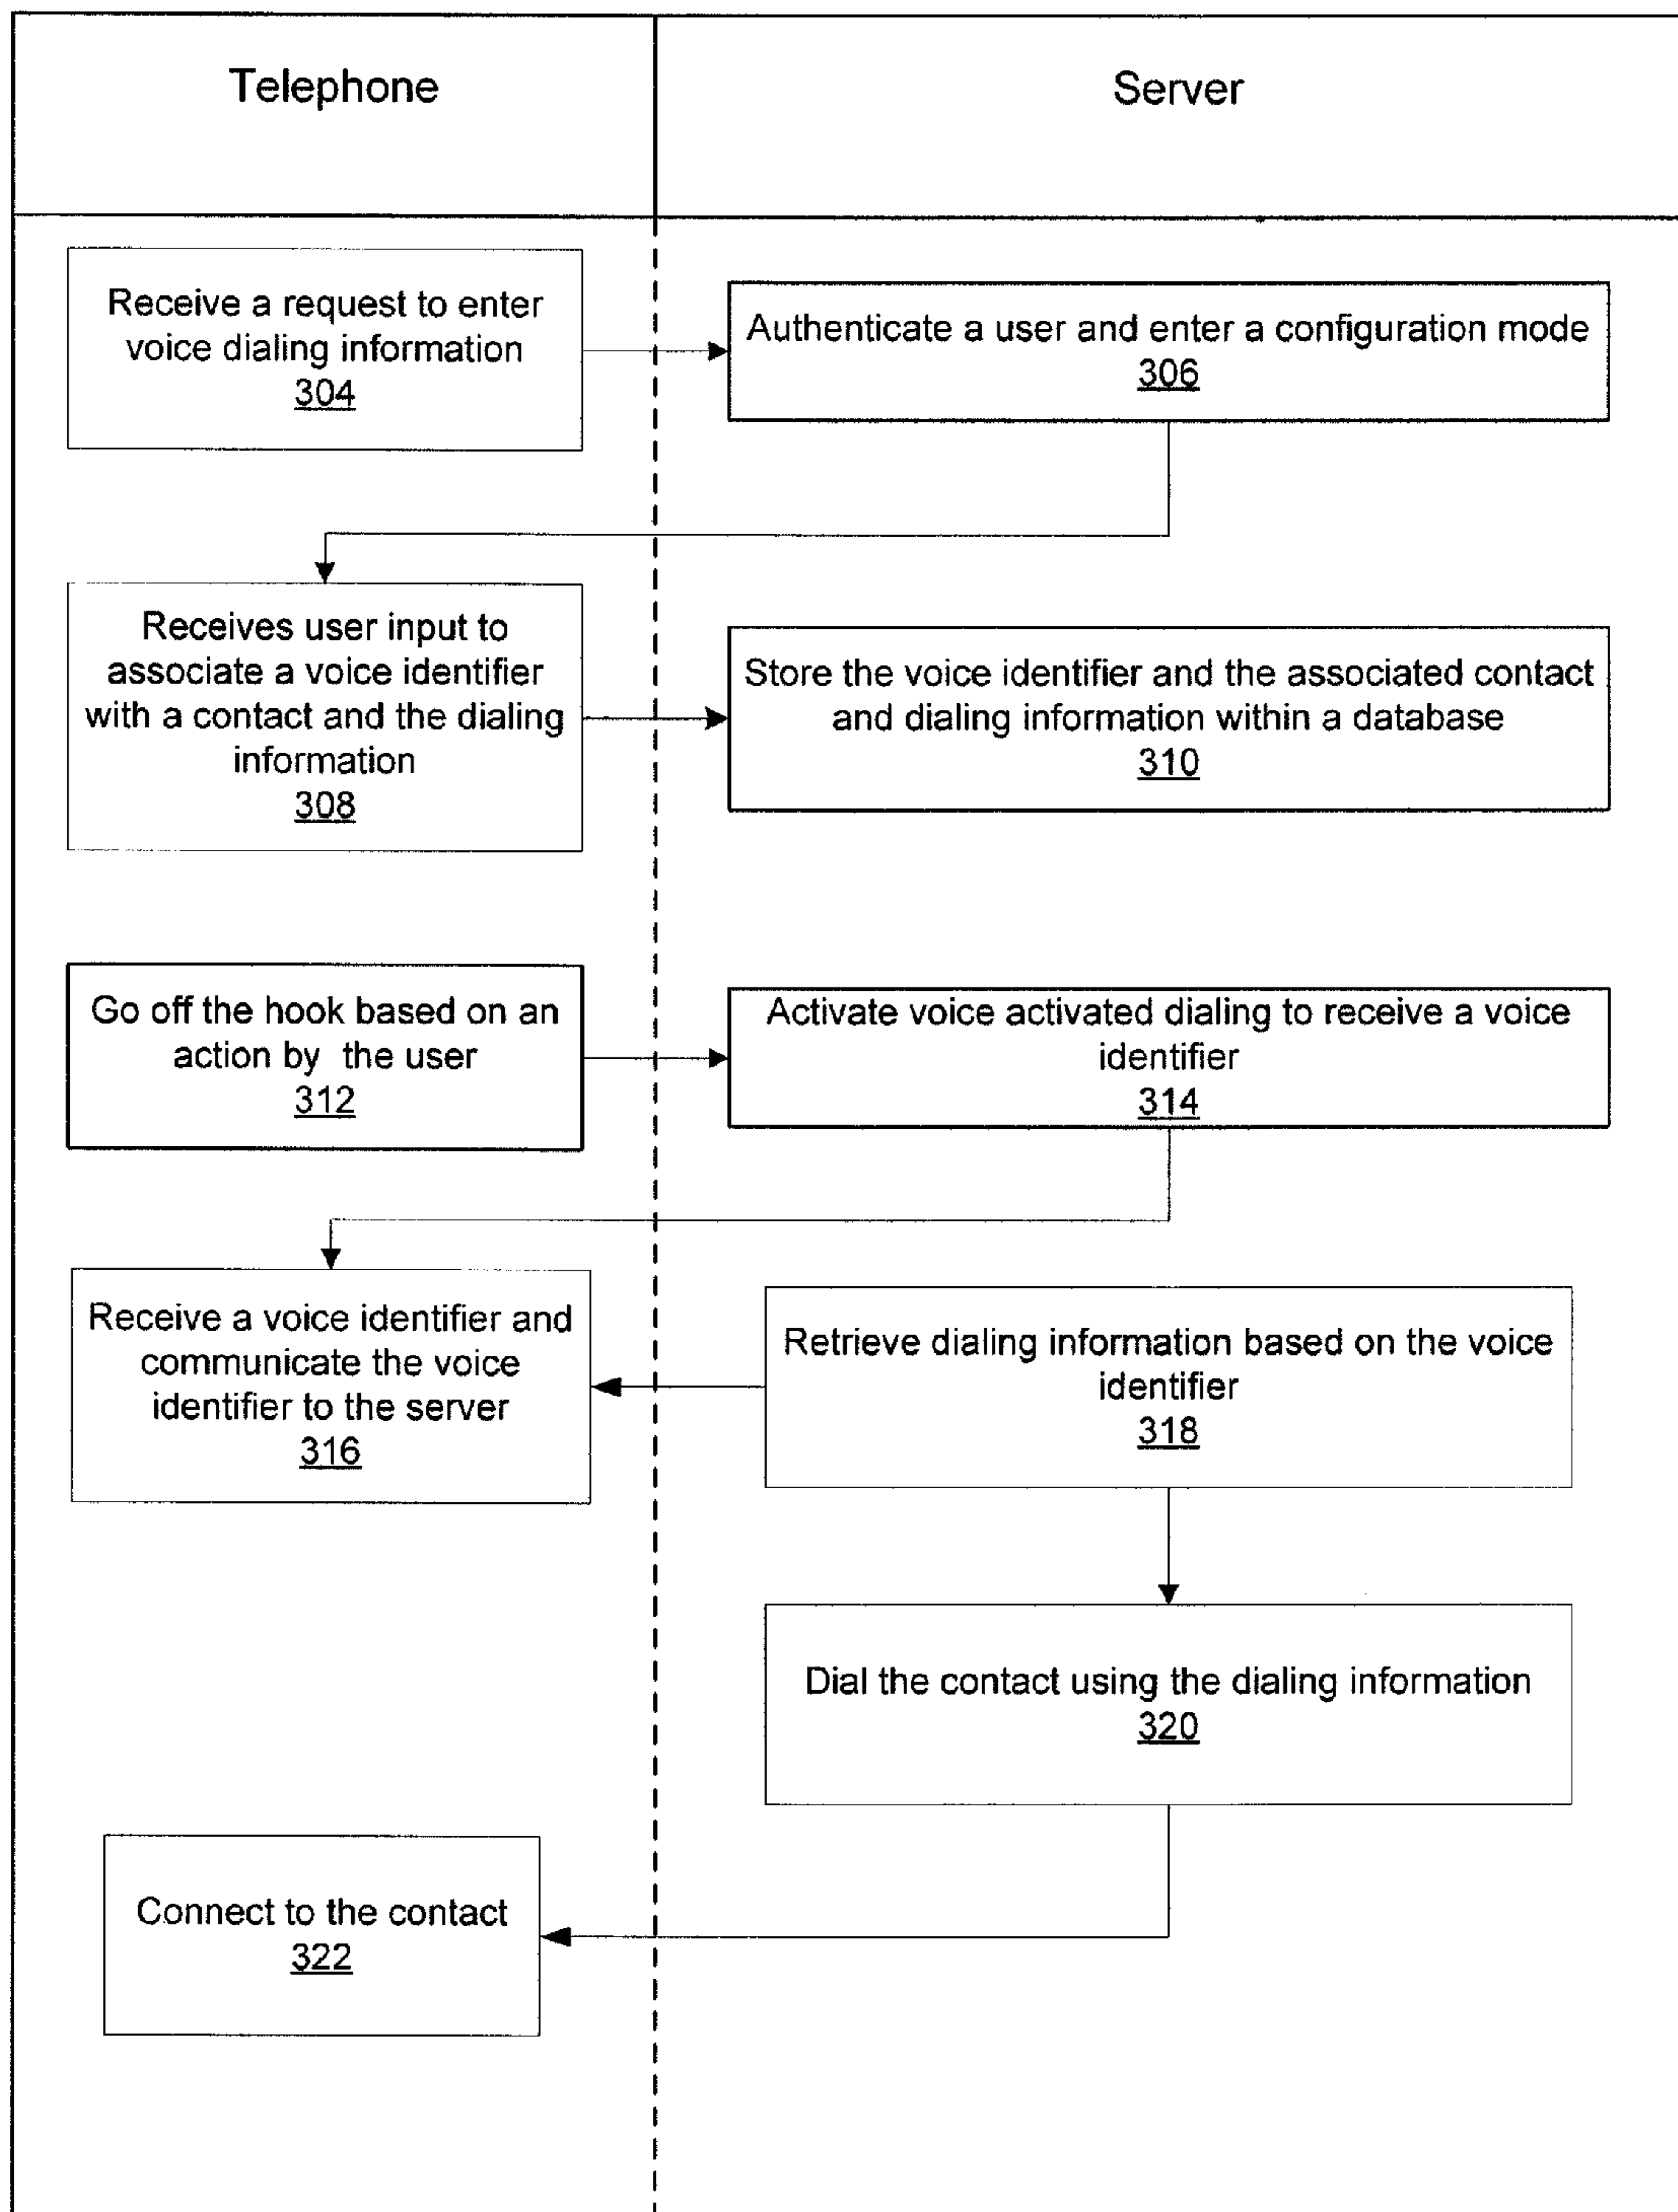 Telephone
Server
Receive a request to enter
voice dialing information
304
Authenticate a user and enter a configuration mode
306
Receives user input to
associate a voice identifier
with a contact and the dialing
information
308
Store the voice identifier and the associated contact
and dialing information within a database
310
Go off the hook based on an
action by the user
312
Activate voice activated dialing to receive a voice
identifier
314
Receive a voice identifier and
communicate the voice
identifier to the server
316
Retrieve dialing information based on the voice
identifier
318
Dial the contact using the dialing information
320
Connect to the contact
322